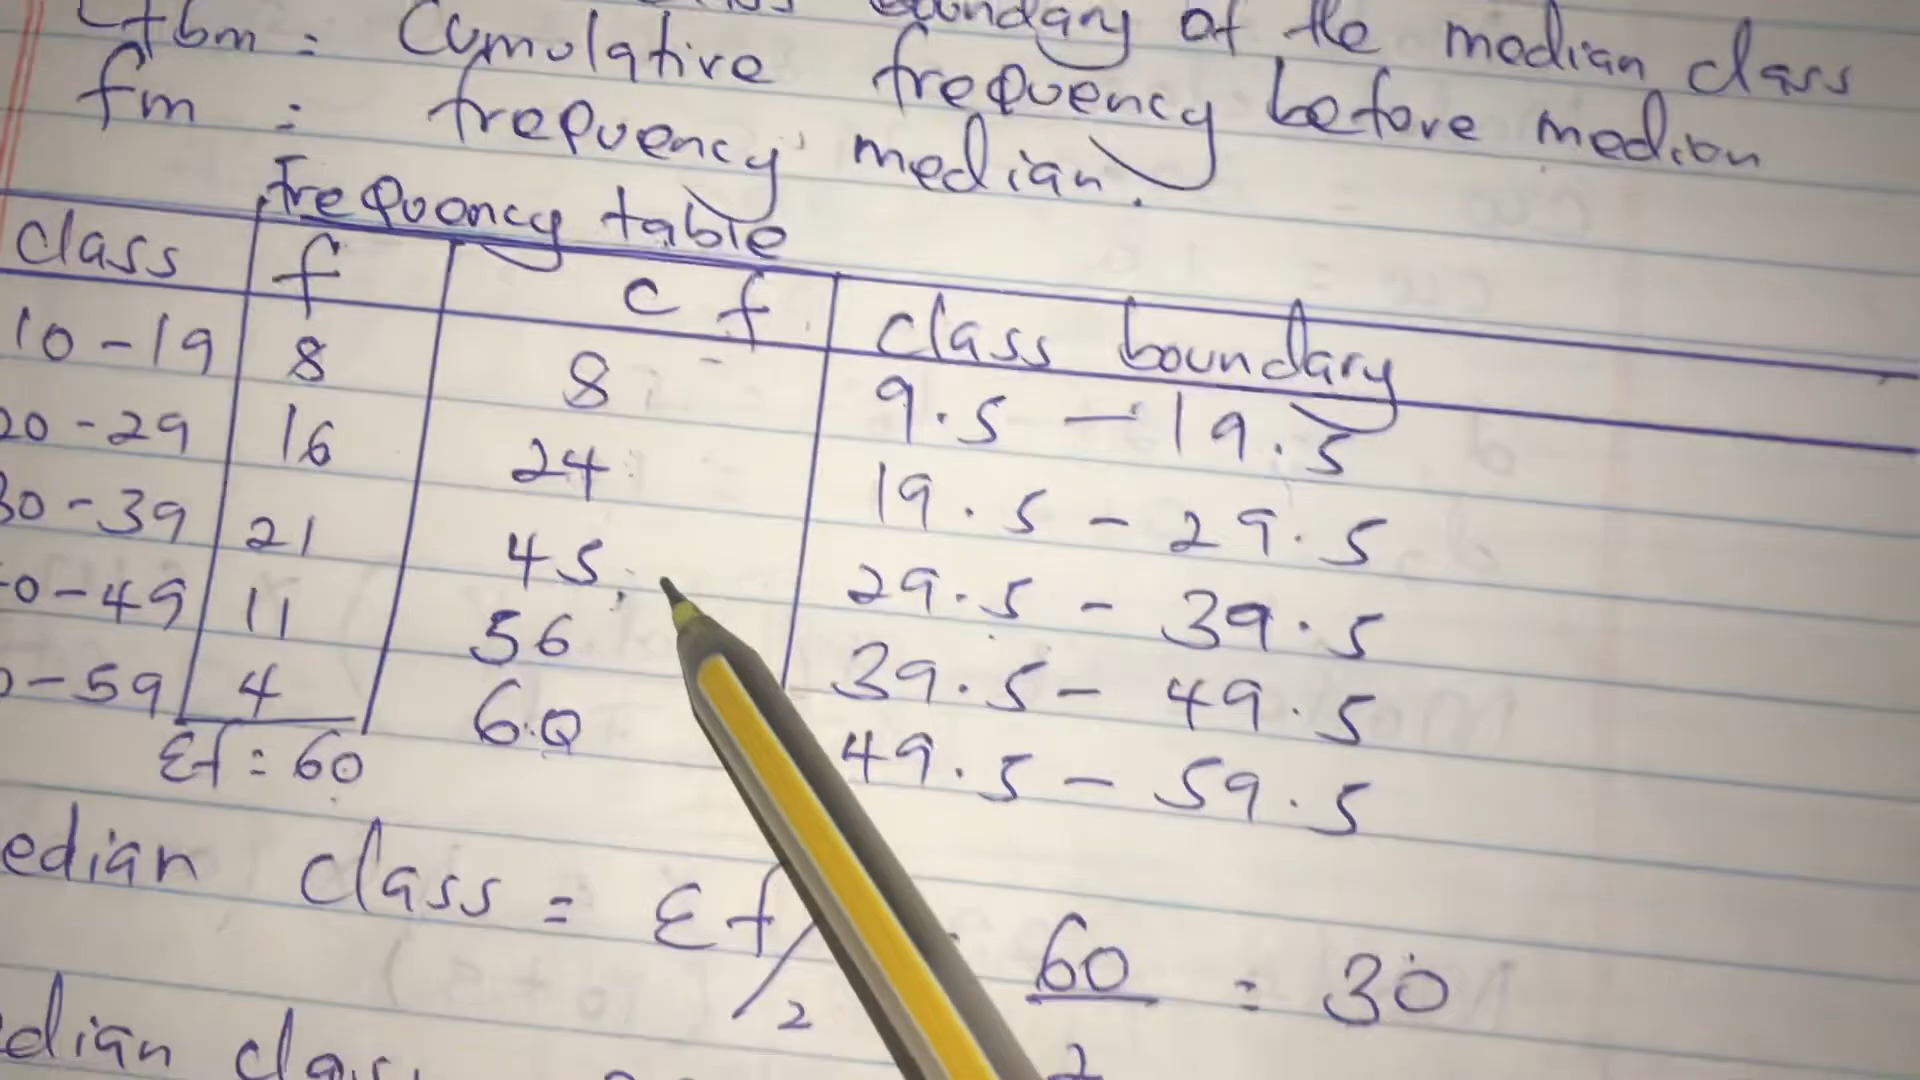 boundary of the median class
Cfbm = Cumulative frequency before median
fm = frequency median.
Frequency table
class f cf class boundary
10-19 8 8 9.5 - 19.5
20-29 16 24 19.5 - 29.5
30-39 21 45 29.5 - 39.5
0-49 11 56 39.5 - 49.5
-59 4 60 49.5 - 59.5
Σf = 60
edian class = Σf/2 60/2 = 30
dian class